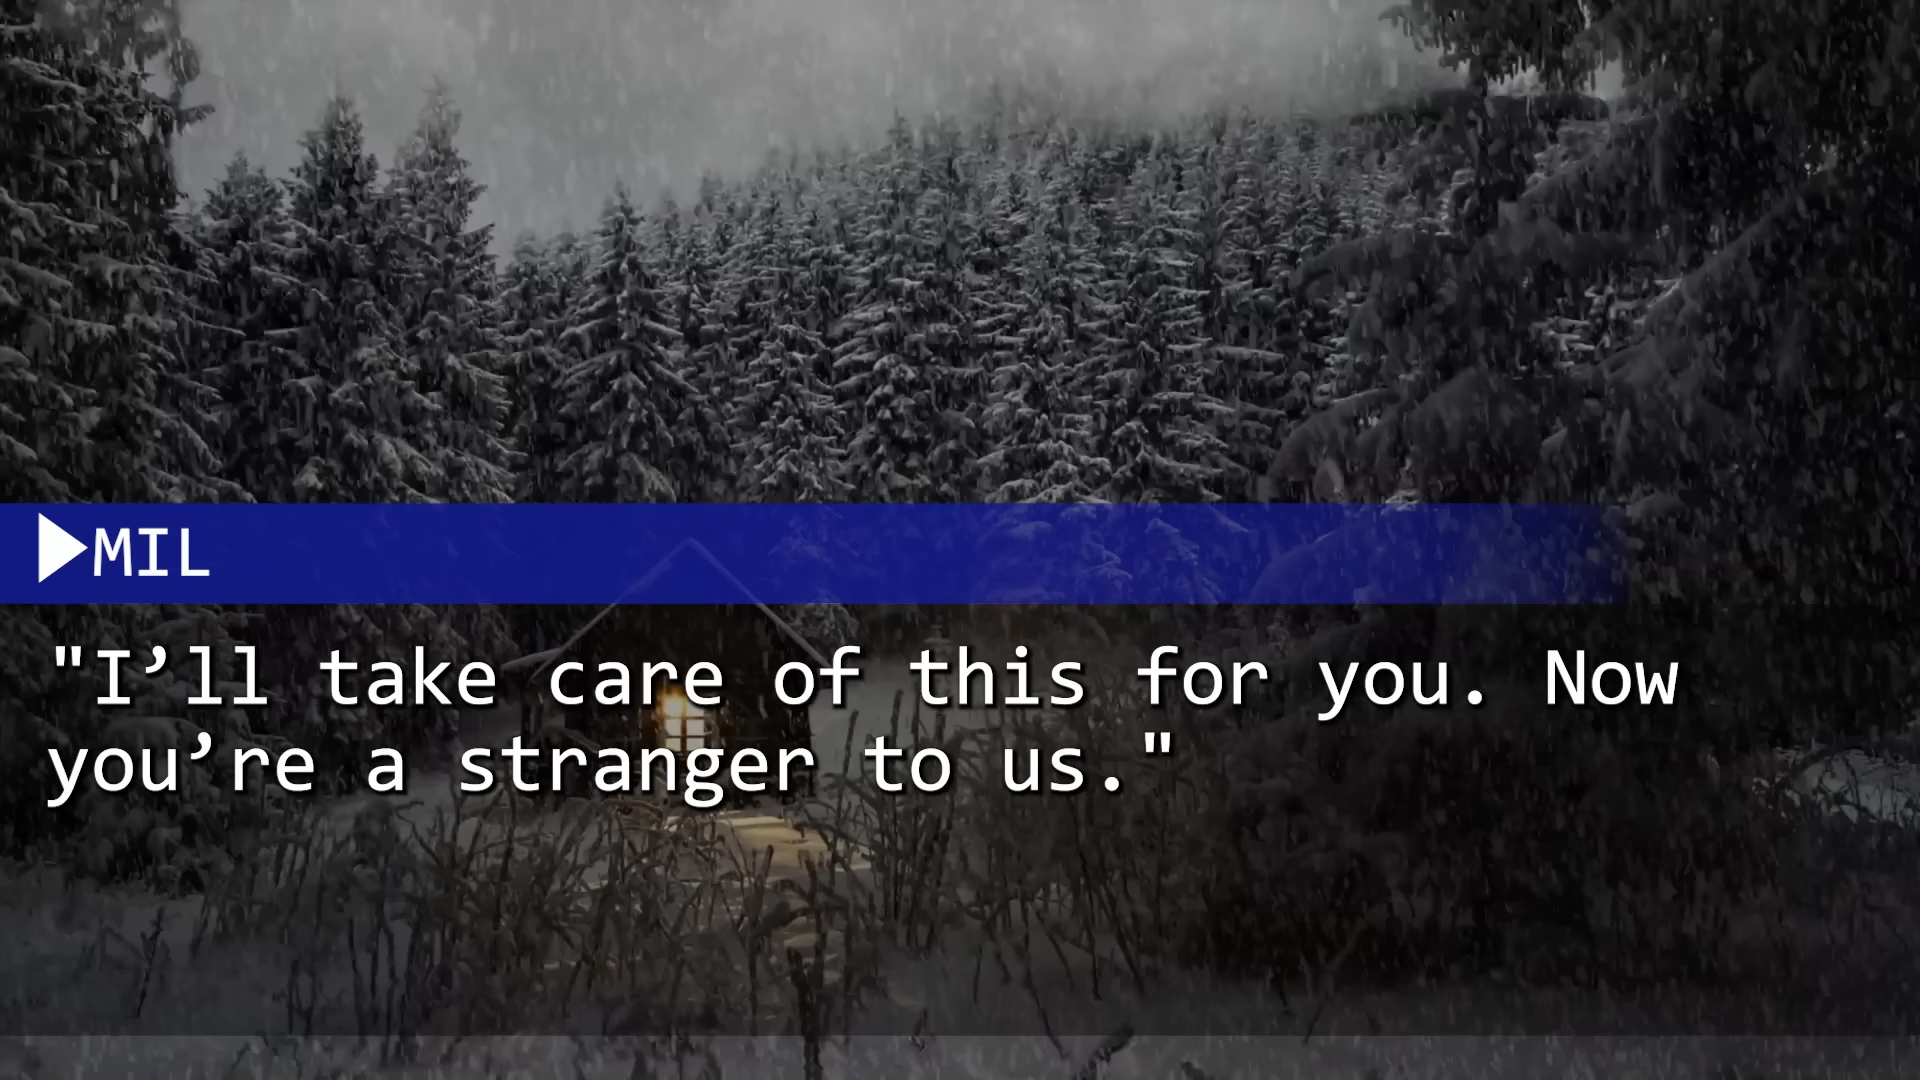 MIL
"I’ll take care of this for you. Now
you’re a stranger to us."